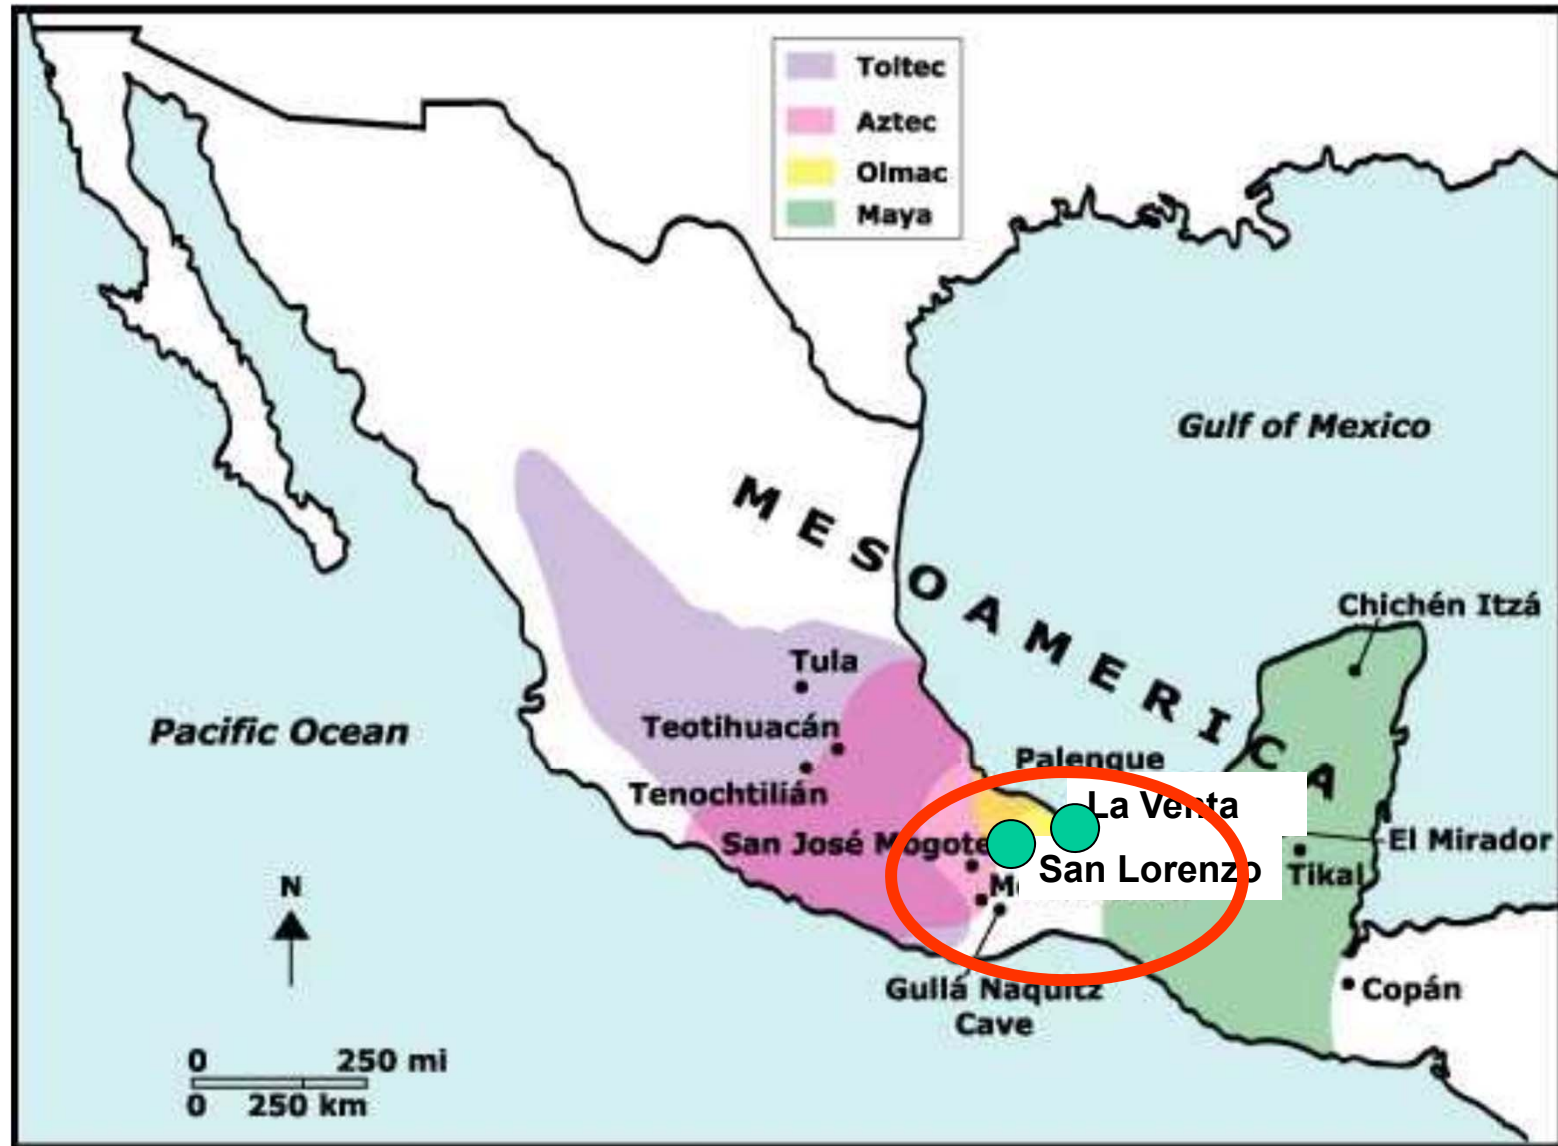 Toltec
Aztec
Olmac
Maya
Gulf of Mexico
MESOAMERICA
Chichén Itzá
Tula
Pacific Ocean
Teotihuacán
Palenque
Tenochtilián
La Venta
San José Mogote
El Mirador
San Lorenzo
Tikal
N
Guilá Naquitz
Cave
Copán
0 250 mi
0 250 km